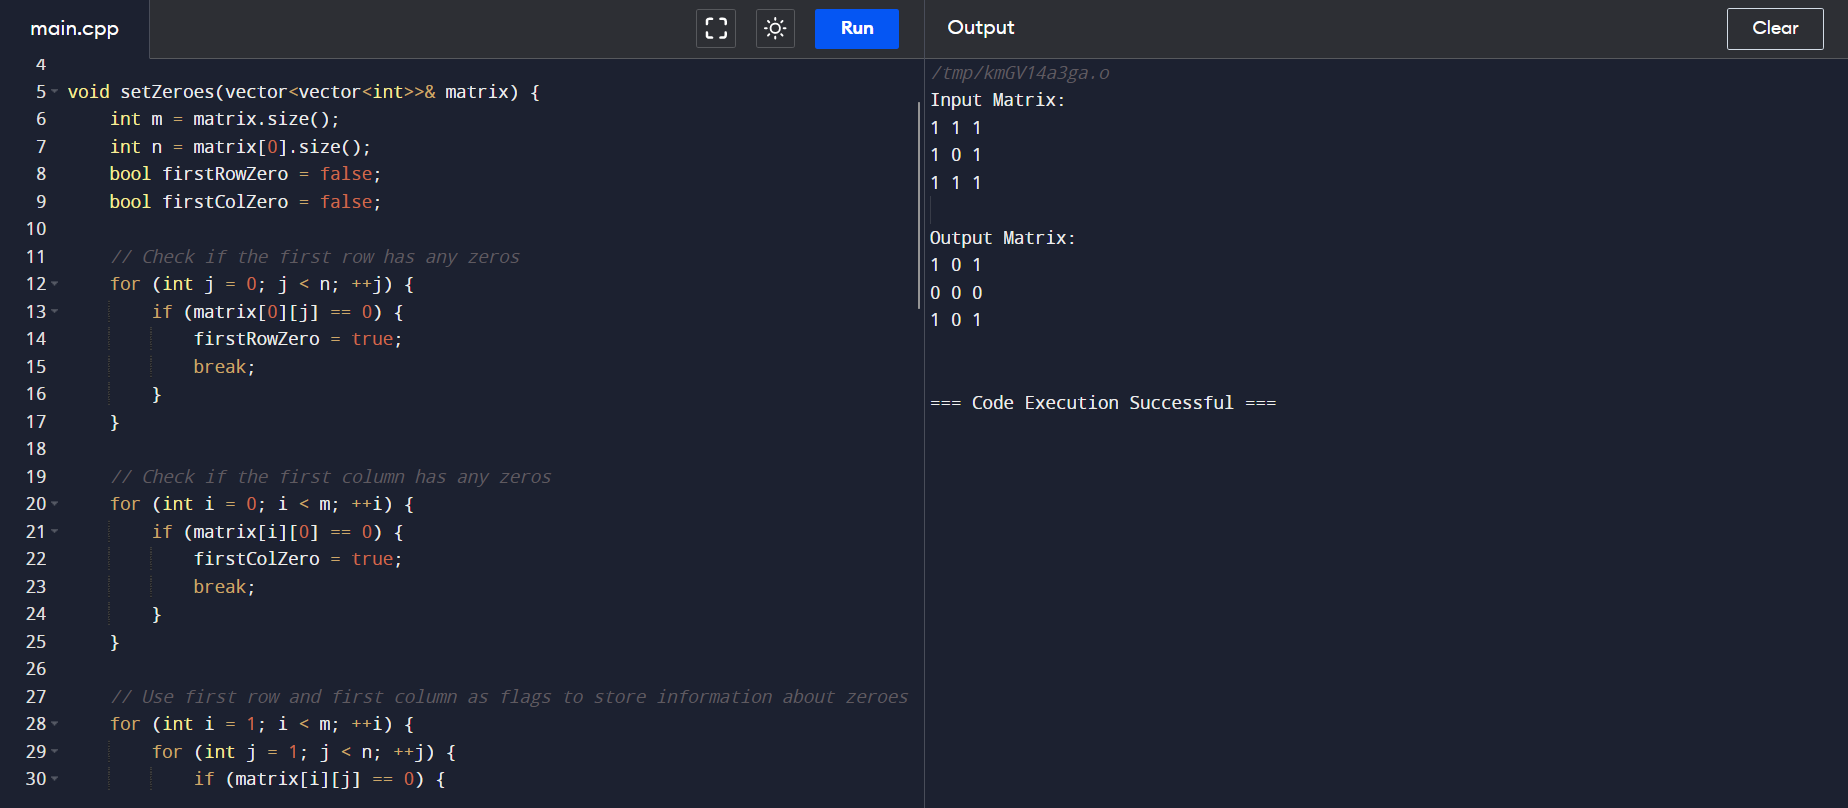 main.cpp
Run
4
5 void setZeroes(vector<vector<int>>& matrix) {
6     int m = matrix.size();
7     int n = matrix[0].size();
8     bool firstRowZero = false;
9     bool firstColZero = false;
10
11     // Check if the first row has any zeros
12     for (int j = 0; j < n; ++j) {
13         if (matrix[0][j] == 0) {
14             firstRowZero = true;
15             break;
16         }
17     }
18
19     // Check if the first column has any zeros
20     for (int i = 0; i < m; ++i) {
21         if (matrix[i][0] == 0) {
22             firstColZero = true;
23             break;
24         }
25     }
26
27     // Use first row and first column as flags to store information about zeroes
28     for (int i = 1; i < m; ++i) {
29         for (int j = 1; j < n; ++j) {
30             if (matrix[i][j] == 0) {
Output
Clear
/tmp/kmGV14a3ga.o
Input Matrix:
1 1 1
1 0 1
1 1 1
Output Matrix:
1 0 1
0 0 0
1 0 1
=== Code Execution Successful ===